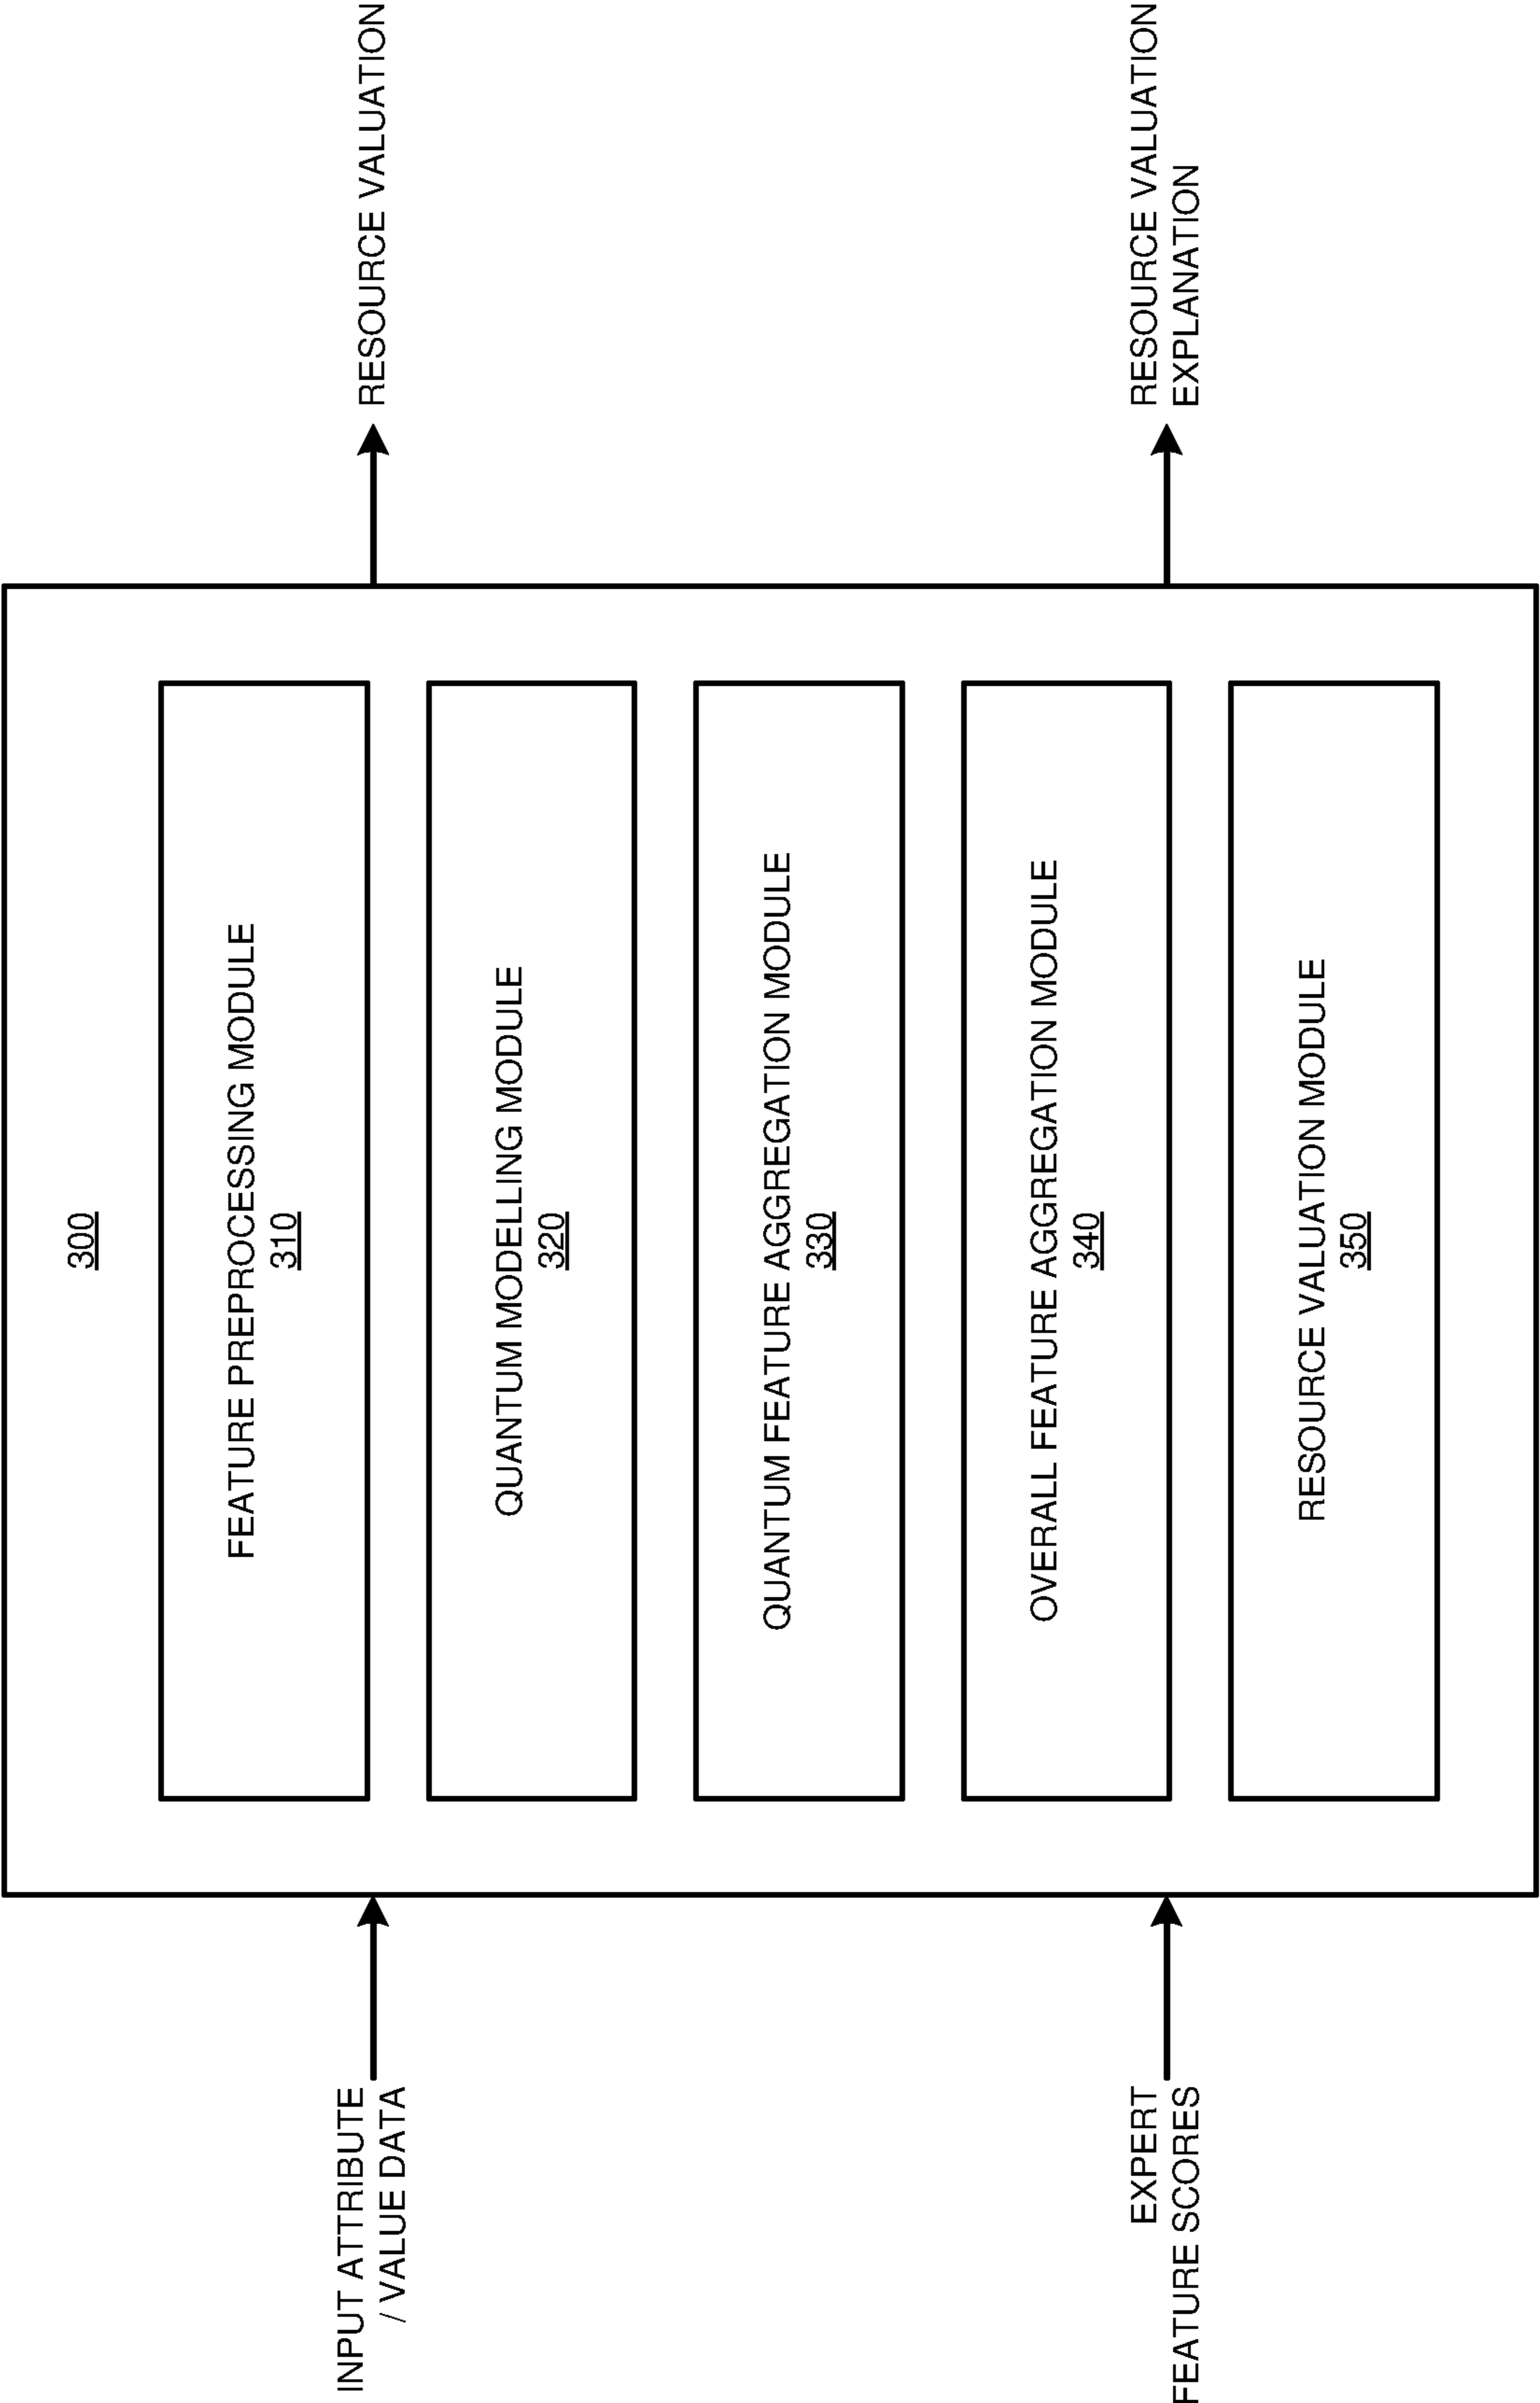 300
INPUT ATTRIBUTE
/ VALUE DATA
EXPERT
FEATURE SCORES
FEATURE PREPROCESSING MODULE
310
QUANTUM MODELLING MODULE
320
QUANTUM FEATURE AGGREGATION MODULE
330
OVERALL FEATURE AGGREGATION MODULE
340
RESOURCE VALUATION MODULE
350
RESOURCE VALUATION
RESOURCE VALUATION
EXPLANATION